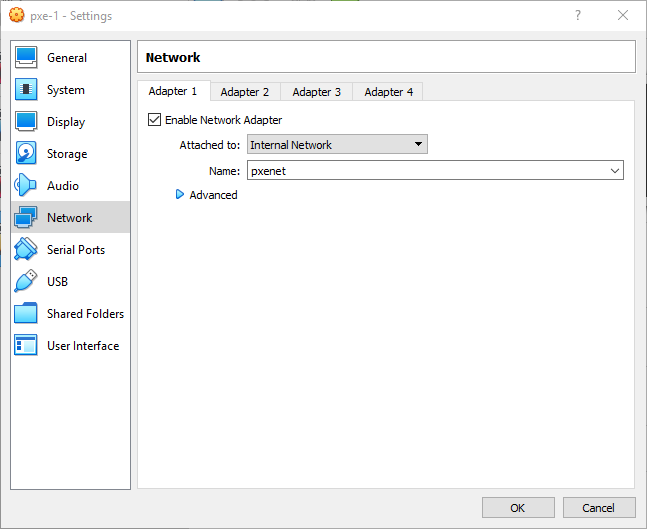 pxe-1 - Settings
?
General
System
Display
Storage
Audio
Network
Serial Ports
USB
Shared Folders
User Interface
Network
Adapter 1 Adapter 2 Adapter 3 Adapter 4
Enable Network Adapter
Attached to: Internal Network
Name: pxenet
Advanced
OK Cancel